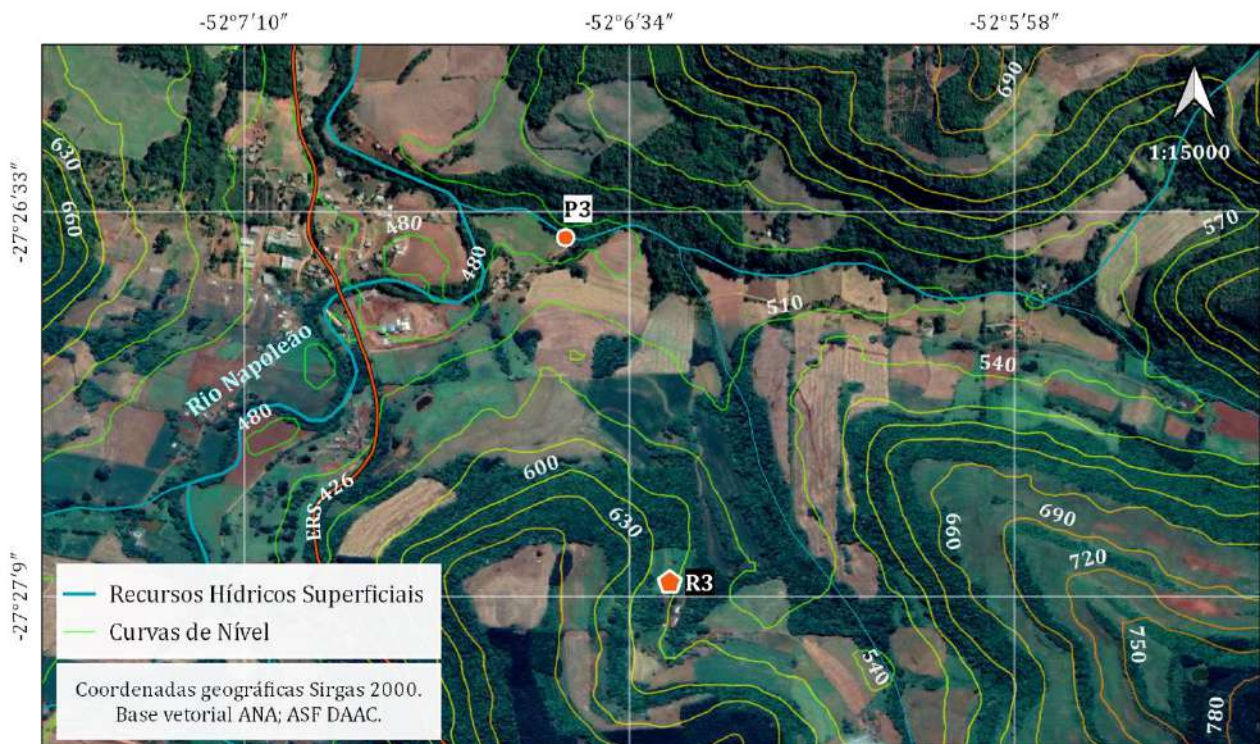 -52°7'10"
-52°6'34"
-52°5'58"
-27°26'33"
-27°27'9"
690
1:15000
630
660
P3
480
480
570
510
Rio Napoleão
540
480
600
ERS-426
630
690
690
720
R3
540
750
780
Recursos Hídricos Superficiais
Curvas de Nível
Coordenadas geográficas Sirgas 2000.
Base vetorial ANA; ASF DAAC.